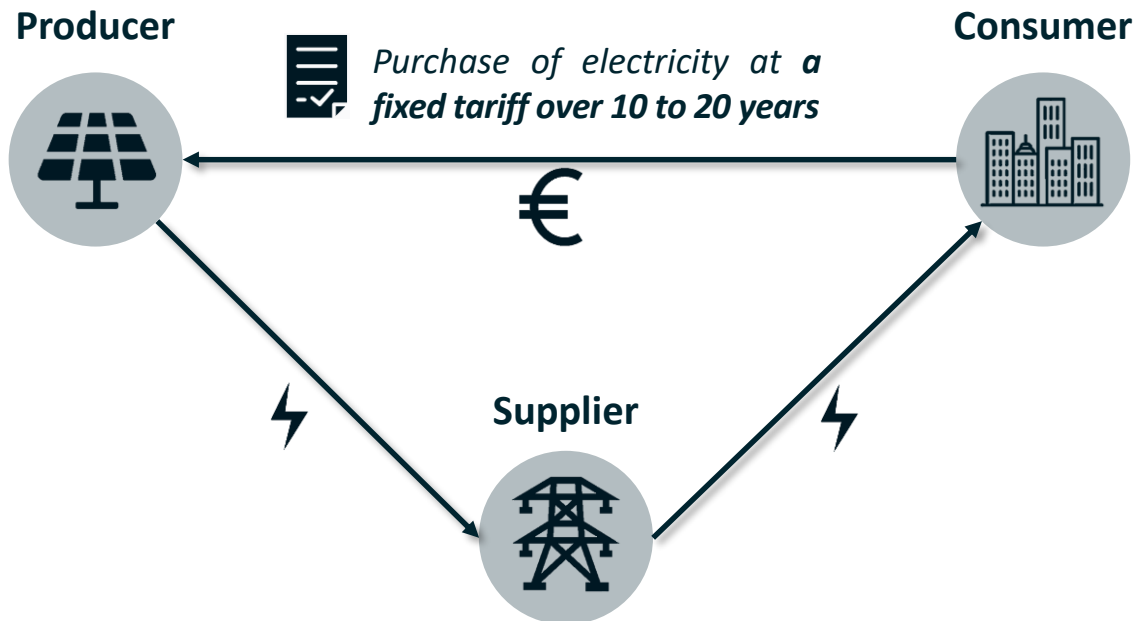 Producer
Consumer
Purchase of electricity at a
fixed tariff over 10 to 20 years
€
Supplier